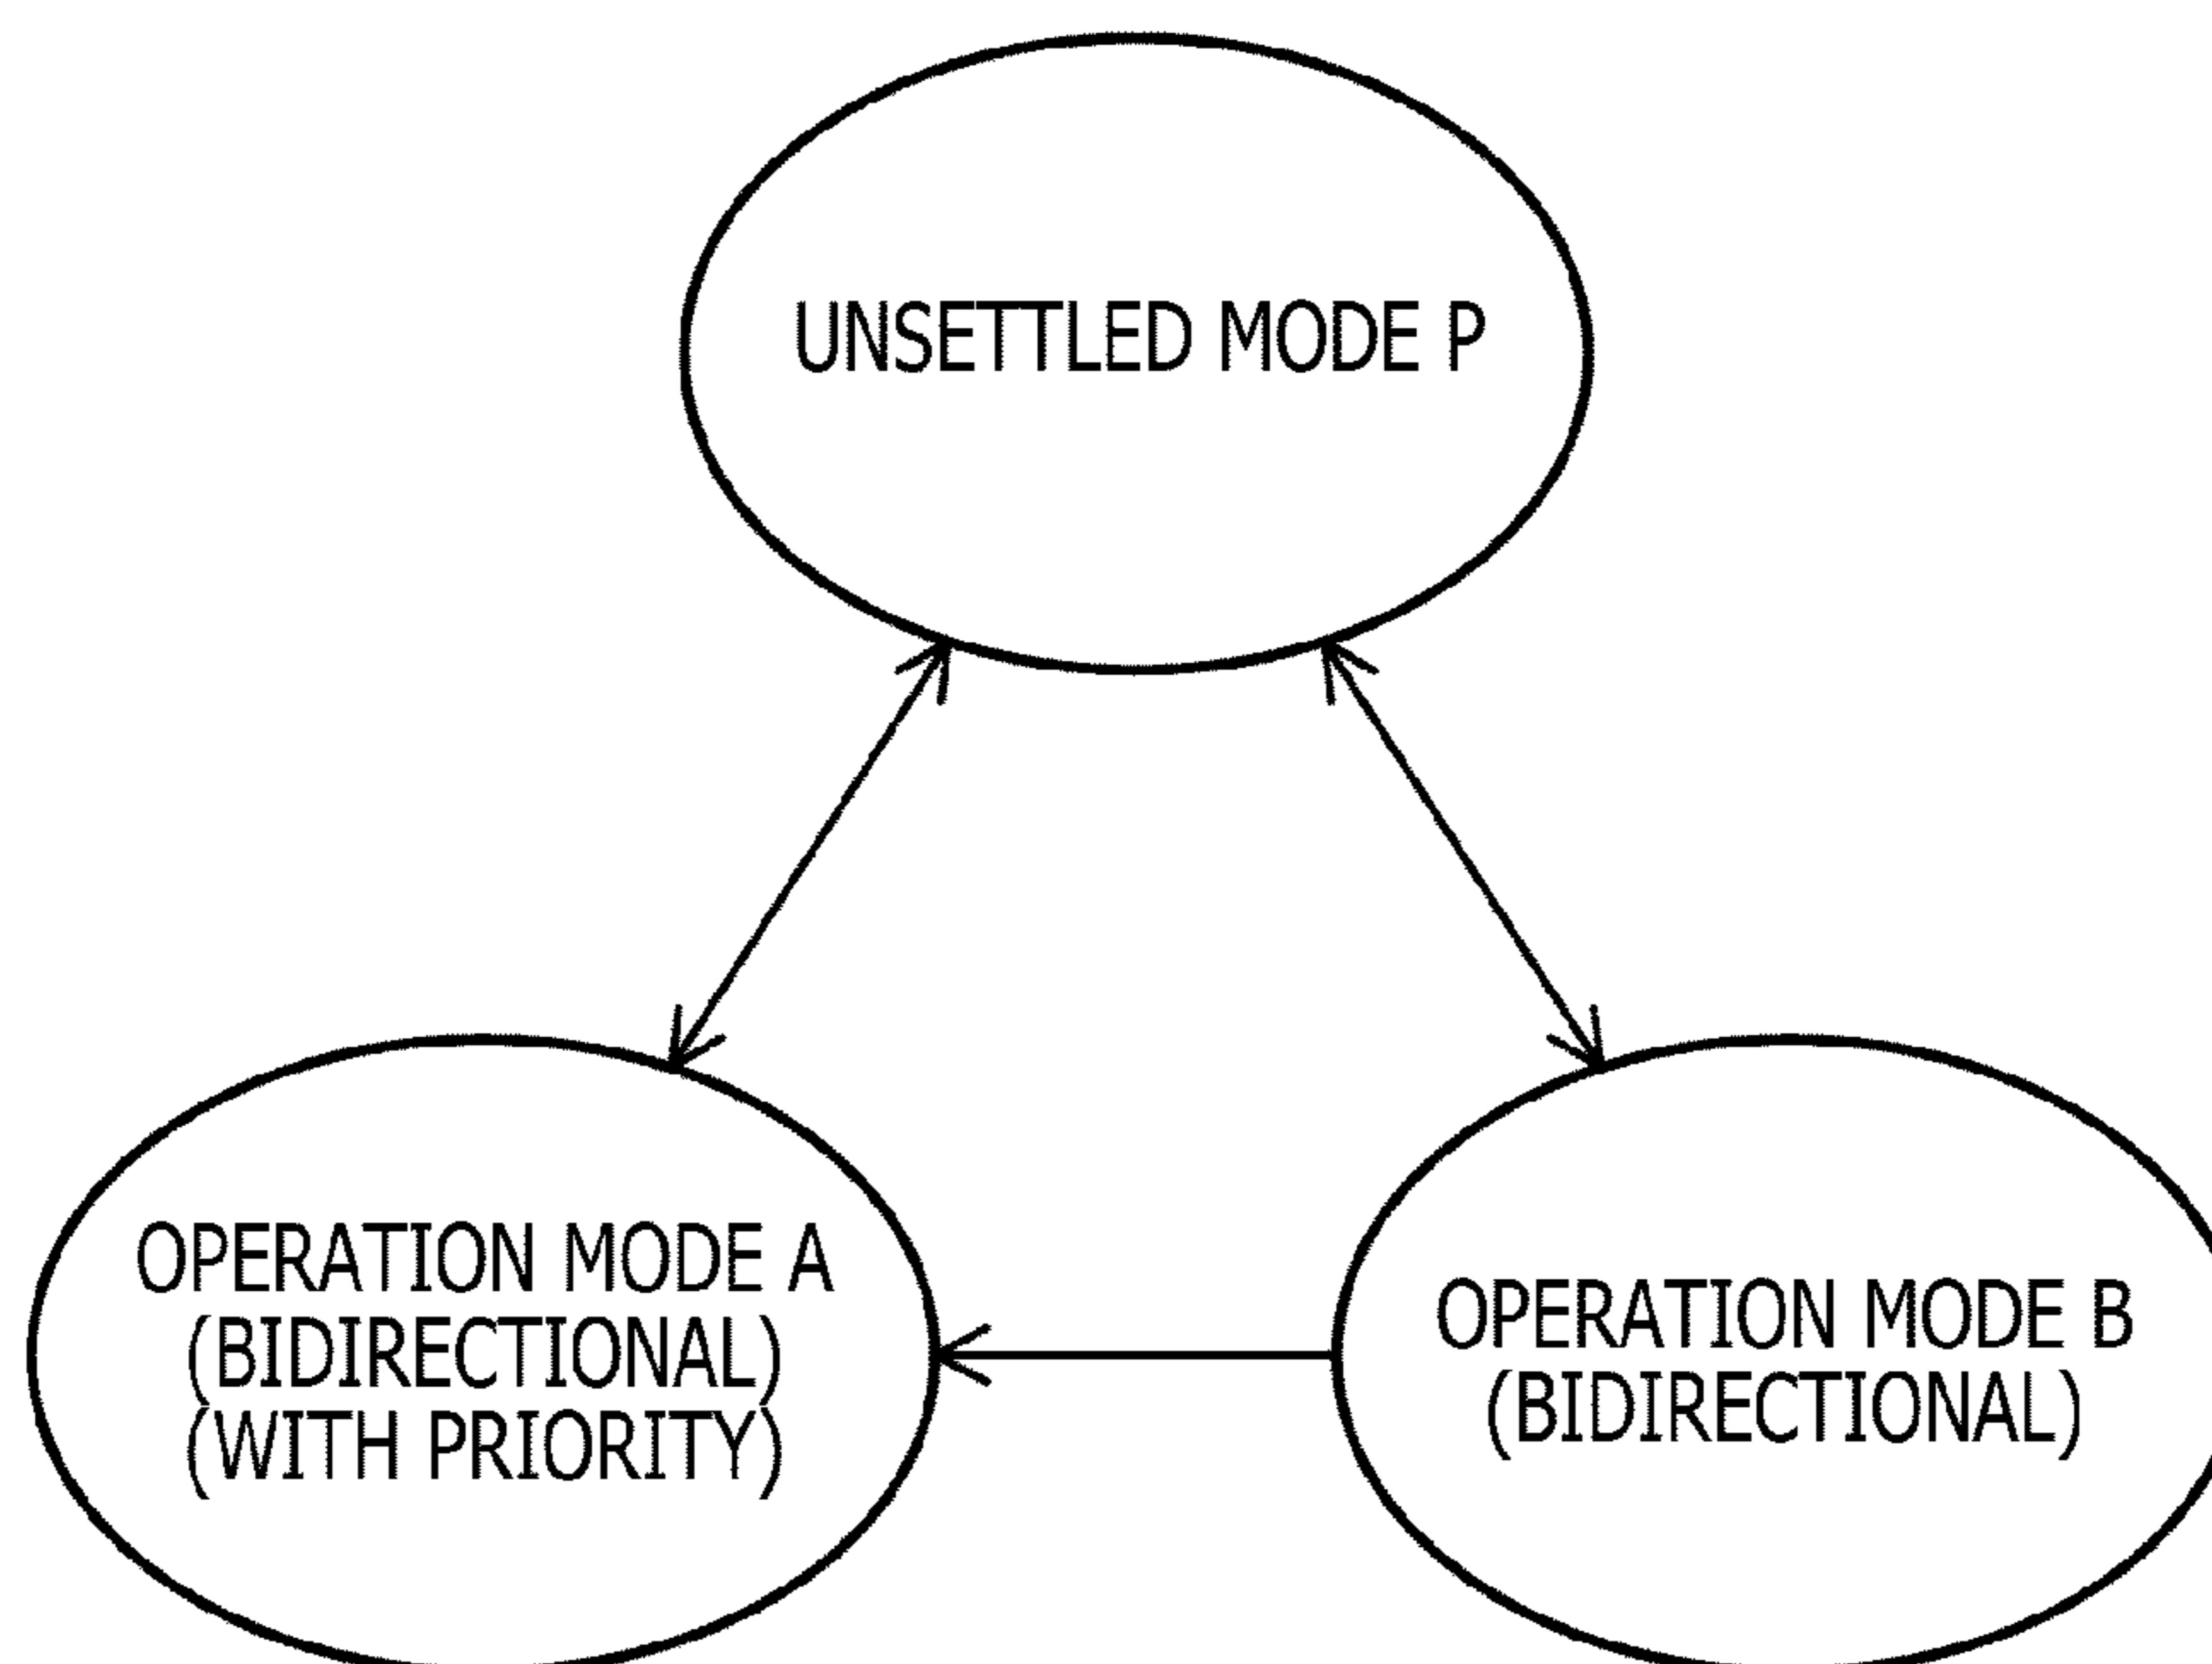 UNSETTLED MODE P
OPERATION MODE A
(BIDIRECTIONAL)
(WITH PRIORITY)
OPERATION MODE B
(BIDIRECTIONAL)